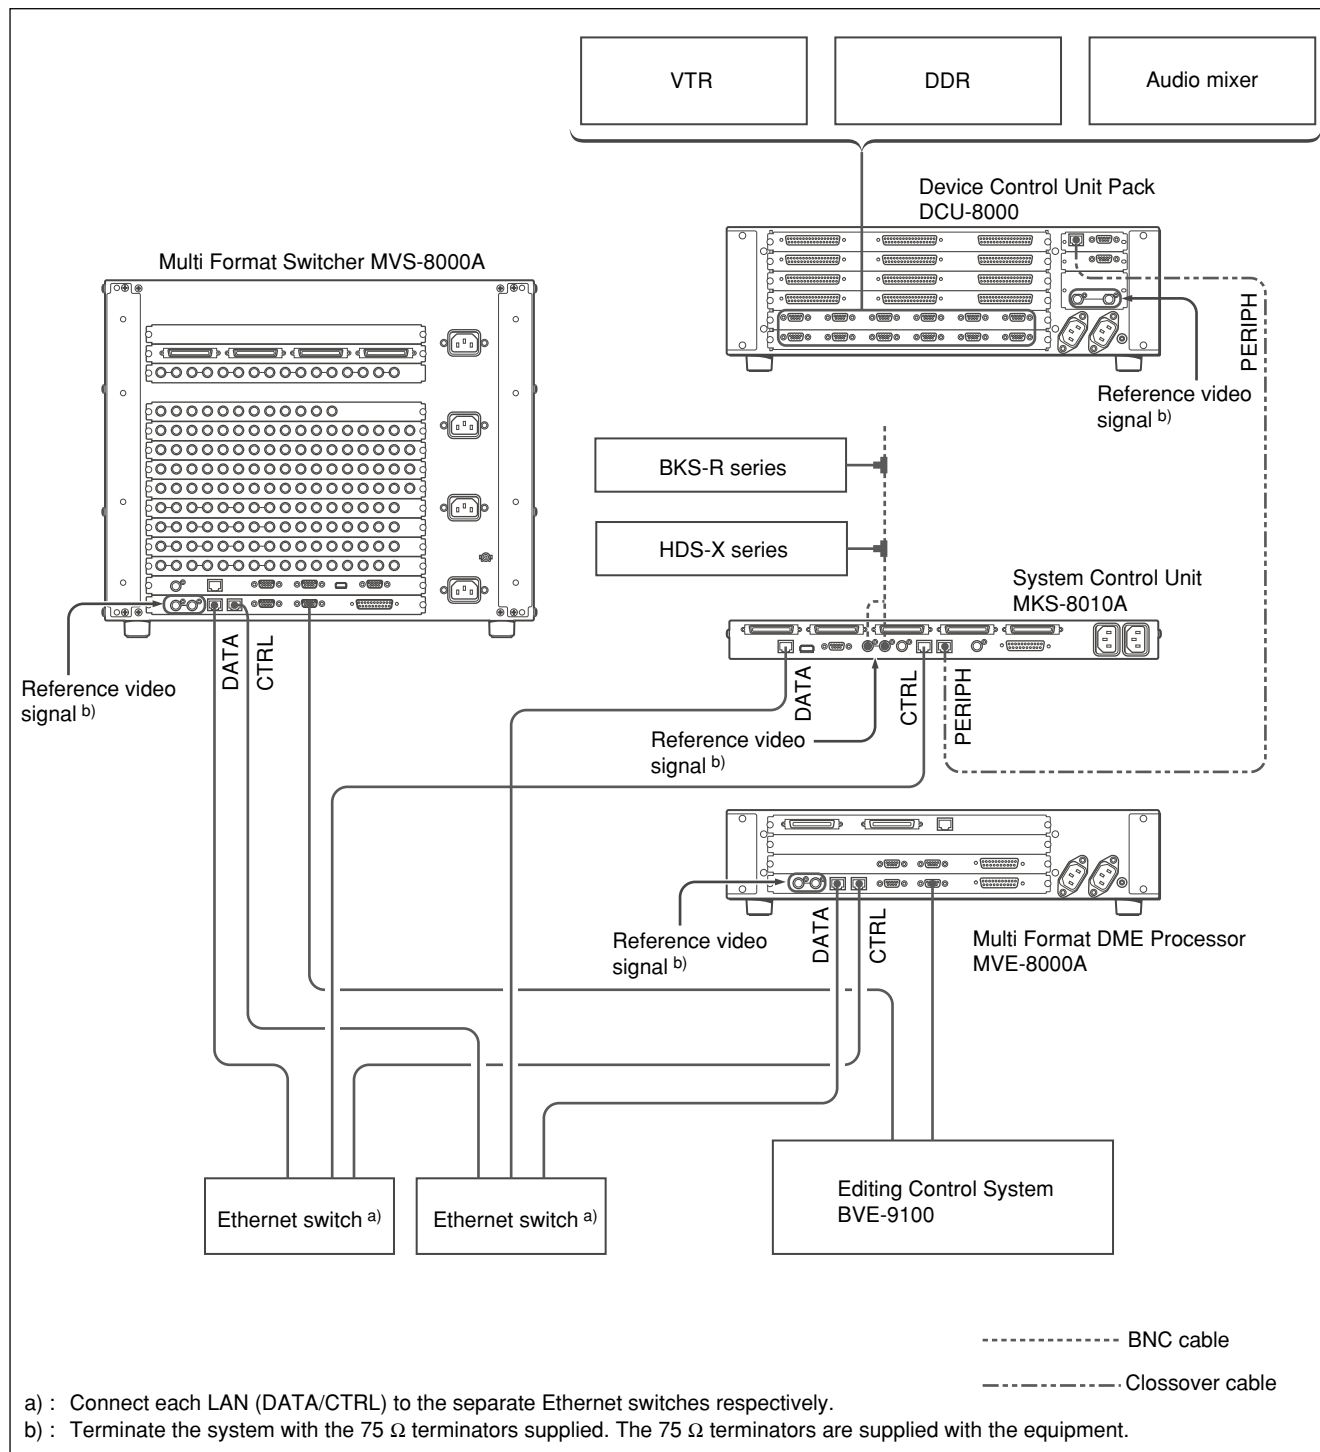 VTR
DDR
Audio mixer
Device Control Unit Pack
DCU-8000
Multi Format Switcher MVS-8000A
PERIPH
Reference video
signal b)
BKS-R series
HDS-X series
System Control Unit
MKS-8010A
DATA
CTRL
Reference video
signal b)
DATA
CTRL
PERIPH
Reference video
signal b)
Reference video
signal b)
DATA
CTRL
Multi Format DME Processor
MVE-8000A
Ethernet switch a)
Ethernet switch a)
Editing Control System
BVE-9100
BNC cable
Clossover cable
a) : Connect each LAN (DATA/CTRL) to the separate Ethernet switches respectively.
b) : Terminate the system with the 75 Ω terminators supplied. The 75 Ω terminators are supplied with the equipment.